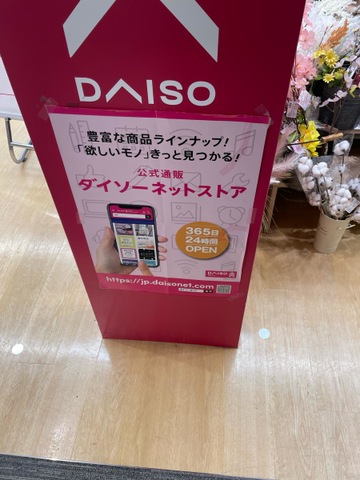 DAISO
豊富な商品ラインナップ!
「欲しいモノ」きっと見つかる!
公式通販
ダイソーネットストア
365日
24時間
OPEN
DAISO
https://jp.daisonet.com